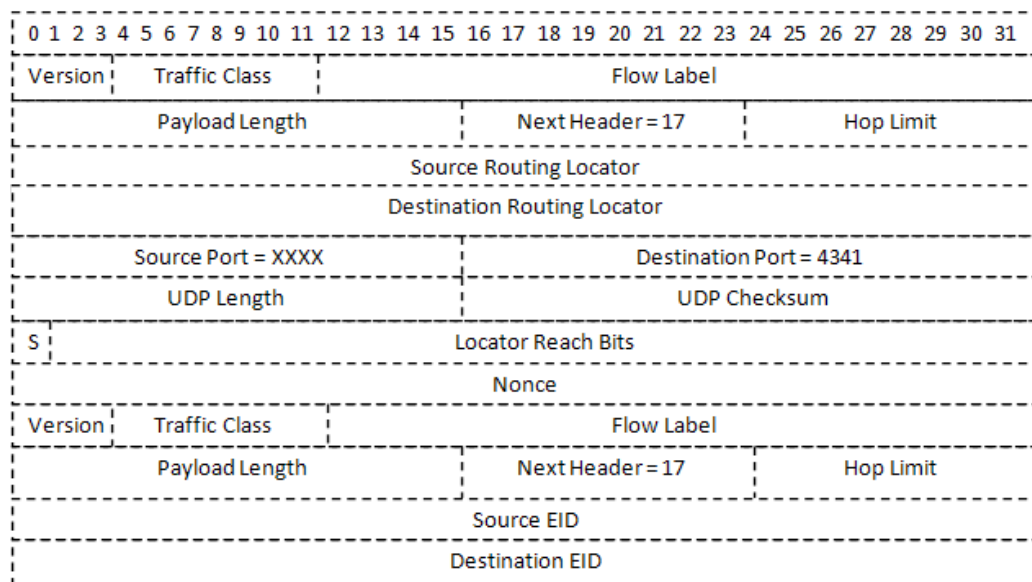 0 1 2 3 4 5 6 7 8 9 10 11 12 13 14 15 16 17 18 19 20 21 22 23 24 25 26 27 28 29 30 31
Version Traffic Class Flow Label
Payload Length Next Header = 17 Hop Limit
Source Routing Locator
Destination Routing Locator
Source Port = XXXX Destination Port = 4341
UDP Length UDP Checksum
S Locator Reach Bits
Nonce
Version Traffic Class Flow Label
Payload Length Next Header = 17 Hop Limit
Source EID
Destination EID